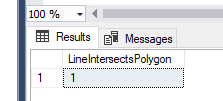 100 %
Results Messages
LineIntersectsPolygon
1 1